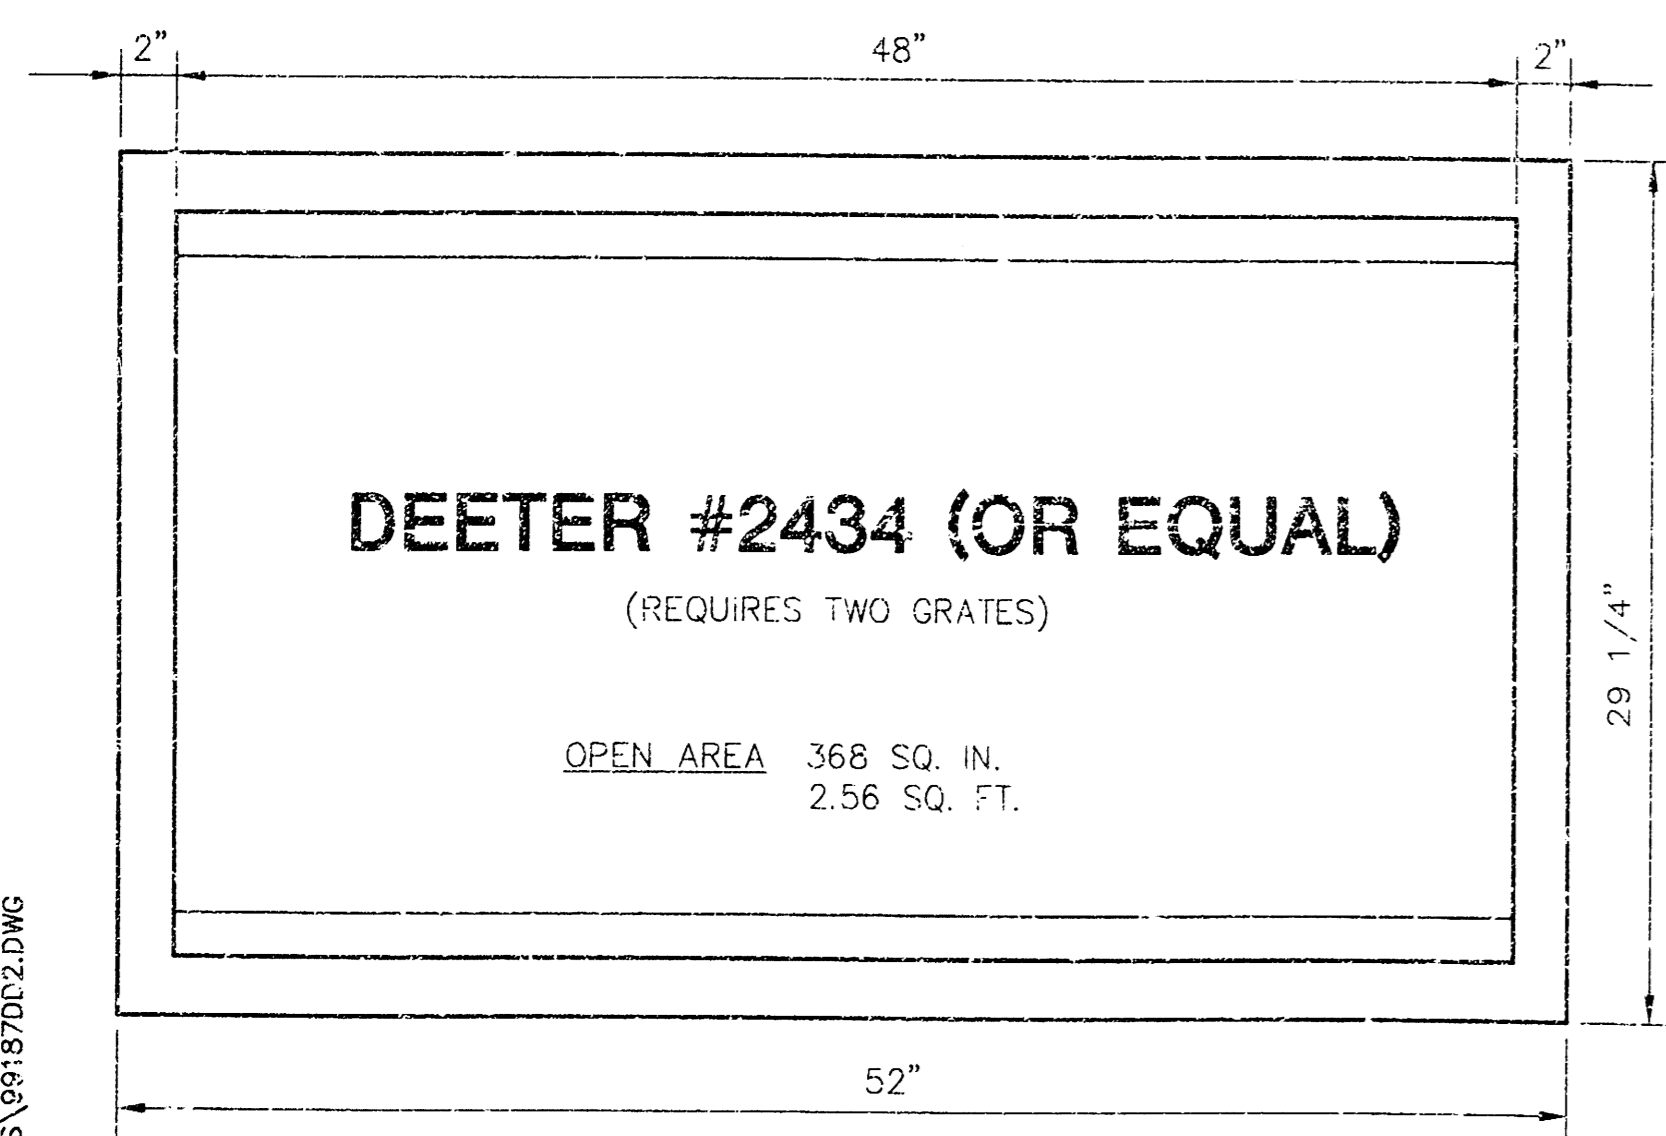 2" 48" 2"
DEETER #2434 (OR EQUAL)
(REQUIRES TWO GRATES)
29 1/4"
OPEN AREA 368 SQ. IN.
2.56 SQ. FT.
52"
\99187DD2.DWG